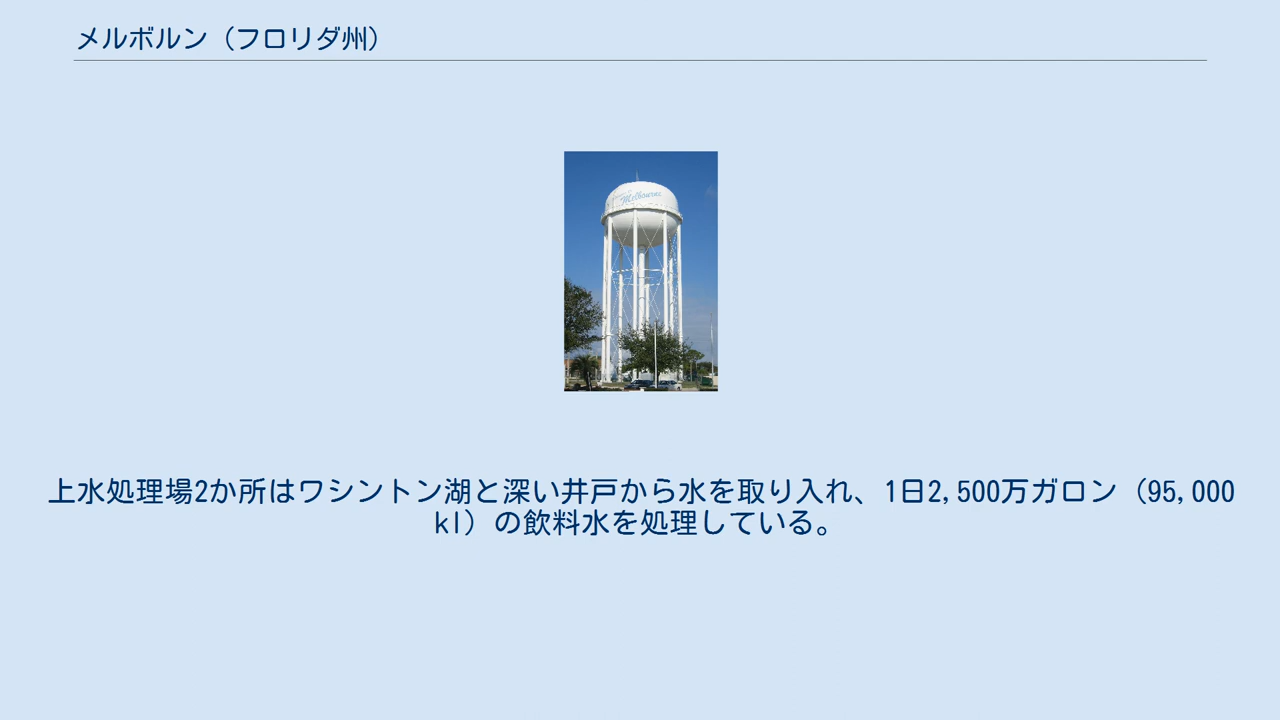 メルボルン（フロリダ州）
Melbourne
上水処理場2か所はワシントン湖と深い井戸から水を取り入れ、1日2,500万ガロン（95,000
kl）の飲料水を処理している。